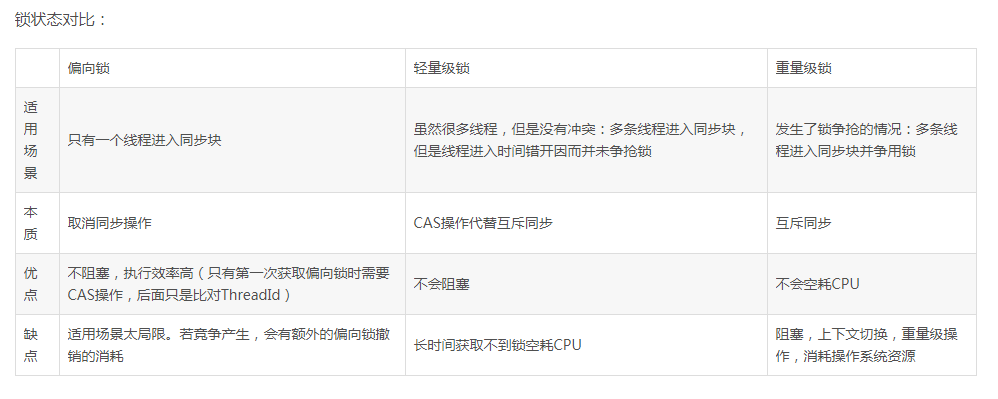 锁状态对比：
偏向锁
轻量级锁
重量级锁
适
用
场
景
只有一个线程进入同步块
虽然很多线程，但是没有冲突：多条线程进入同步块，
但是线程进入时间错开因而并未争抢锁
发生了锁争抢的情况：多条线
程进入同步块并争用锁
本
质
取消同步操作
CAS操作代替互斥同步
互斥同步
优
点
不阻塞，执行效率高（只有第一次获取偏向锁时需要
CAS操作，后面只是比对ThreadId）
不会阻塞
不会空耗CPU
缺
点
适用场景太局限。若竞争产生，会有额外的偏向锁撤
销的消耗
长时间获取不到锁空耗CPU
阻塞，上下文切换，重量级操
作，消耗操作系统资源